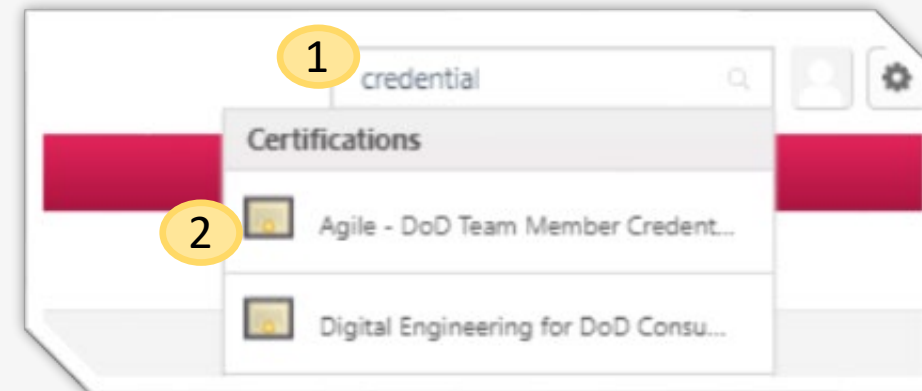 1
credential
Certifications
2
Agile - DoD Team Member Credent...
Digital Engineering for DoD Consu...